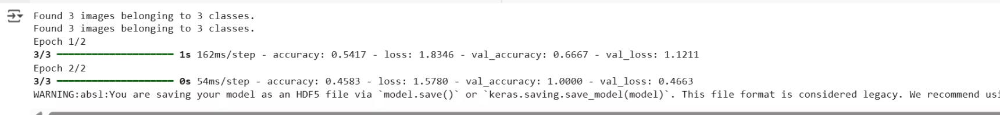 Found 3 images belonging to 3 classes.
Found 3 images belonging to 3 classes.
Epoch 1/2
3/3 1s 162ms/step - accuracy: 0.5417 - loss: 1.8346 - val_accuracy: 0.6667 - val_loss: 1.1211
Epoch 2/2
3/3 0s 54ms/step - accuracy: 0.4583 - loss: 1.5780 - val_accuracy: 1.0000 - val_loss: 0.4663
WARNING:absl:You are saving your model as an HDF5 file via `model.save()` or `keras.saving.save_model(model)`. This file format is considered legacy. We recommend usi